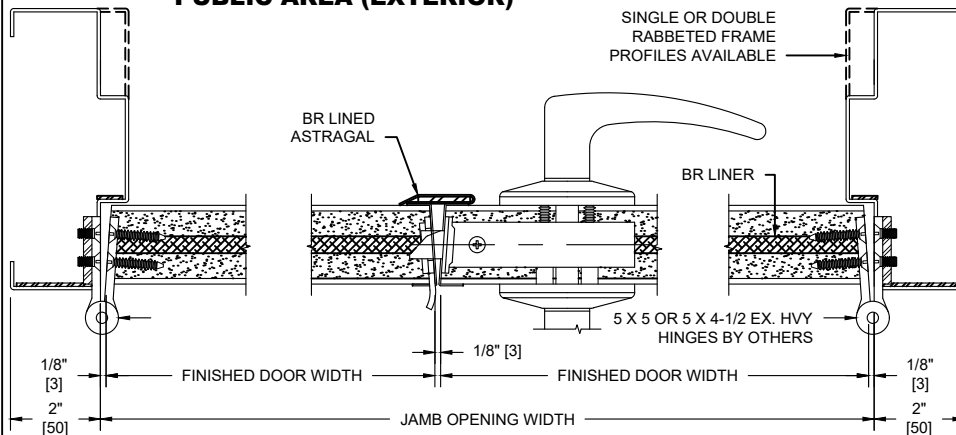 PUBLIC AREA (EXTERIOR)
SINGLE OR DOUBLE
RABBETED FRAME
PROFILES AVAILABLE
BR LINED
ASTRAGAL
BR LINER
5 X 5 OR 5 X 4-1/2 EX. HVY
HINGES BY OTHERS
1/8" [3]
1/8"
[3]
FINISHED DOOR WIDTH
FINISHED DOOR WIDTH
1/8"
[3]
2"
[50]
JAMB OPENING WIDTH
2"
[50]